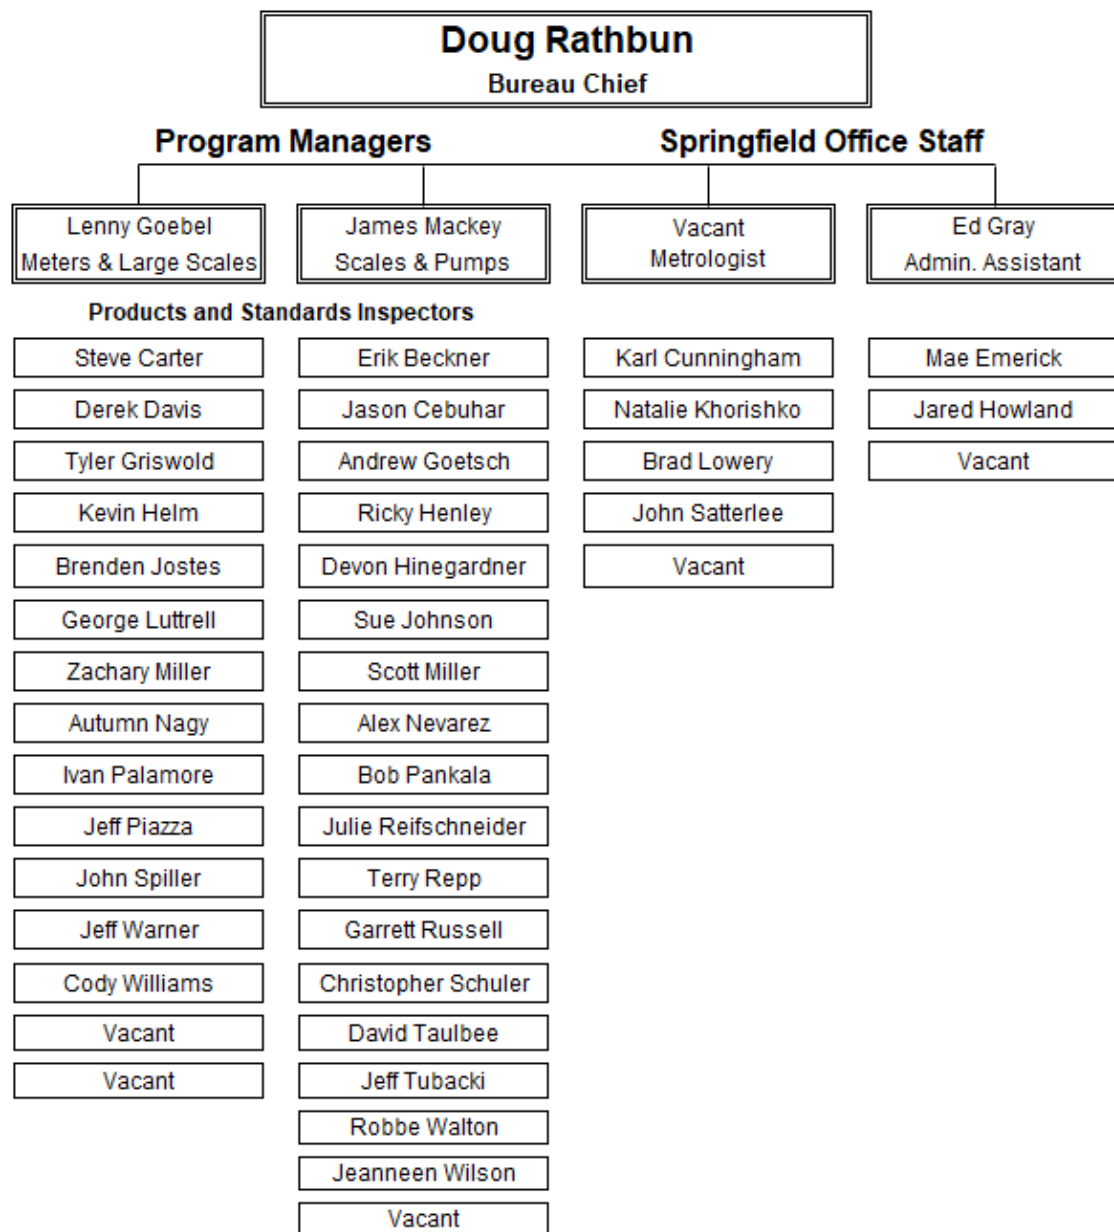 Doug Rathbun
Bureau Chief
Program Managers
Springfield Office Staff
Lenny Goebel
Meters & Large Scales
James Mackey
Scales & Pumps
Vacant
Metrologist
Ed Gray
Admin. Assistant
Products and Standards Inspectors
Steve Carter
Derek Davis
Tyler Griswold
Kevin Helm
Brenden Jostes
George Luttrell
Zachary Miller
Autumn Nagy
Ivan Palamore
Jeff Piazza
John Spiller
Jeff Warner
Cody Williams
Vacant
Vacant
Erik Beckner
Jason Cebuhar
Andrew Goetsch
Ricky Henley
Devon Hinegardner
Sue Johnson
Scott Miller
Alex Nevarez
Bob Pankala
Julie Reifschneider
Terry Repp
Garrett Russell
Christopher Schuler
David Taulbee
Jeff Tubacki
Robbe Walton
Jeanneen Wilson
Vacant
Karl Cunningham
Natalie Khorishko
Brad Lowery
John Satterlee
Vacant
Mae Emerick
Jared Howland
Vacant